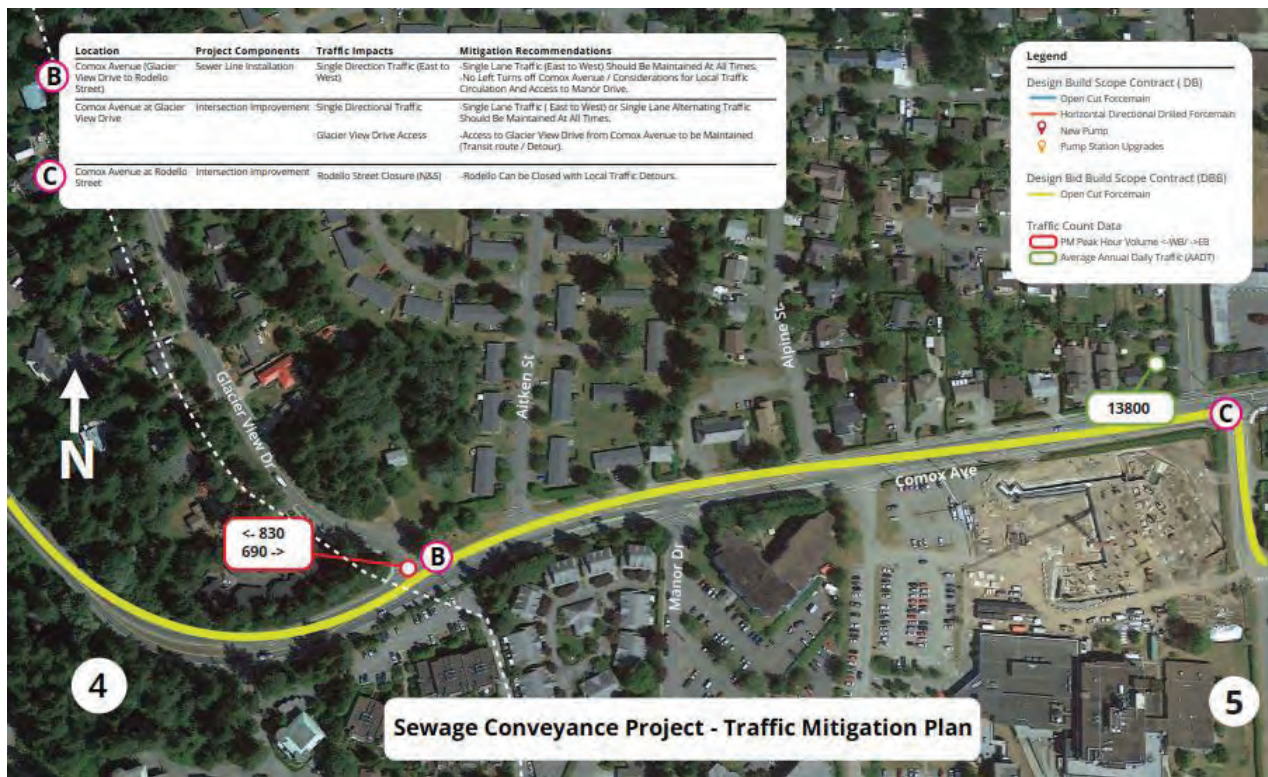 Location Project Components Traffic Impacts Mitigation Recommendations
B
Comox Avenue (Glacier
View Drive to Rodello
Street)
Sewer Line Installation
Single Direction Traffic (East to
West)
-Single Lane Traffic (East to West) Should Be Maintained At All Times.
-No Left Turns off Comox Avenue / Considerations for Local Traffic
Circulation And Access to Manor Drive.
Comox Avenue at Glacier
View Drive
Intersection Improvement
Single Directional Traffic
-Single Lane Traffic ( East to West) or Single Lane Alternating Traffic
Should Be Maintained At All Times.
Glacier View Drive Access
-Access to Glacier View Drive from Comox Avenue to be Maintained
(Transit route / Detour).
C
Comox Avenue at Rodello
Street
Intersection Improvement
Rodello Street Closure (N&S)
-Rodello Can be Closed with Local Traffic Detours.
Legend
Design Build Scope Contract ( DB)
Open Cut Forcemain
Horizontal Directional Drilled Forcemain
New Pump
Pump Station Upgrades
Design Bid Build Scope Contract (DBB)
Open Cut Forcemain
Traffic Count Data
PM Peak Hour Volume <-WB/ ->EB
Average Annual Daily Traffic (AADT)
N
Glacier View Dr
Aitken St
Alpine St
13800
C
Comox Ave
<- 830
690 ->
B
Manor Dr
4
5
Sewage Conveyance Project - Traffic Mitigation Plan